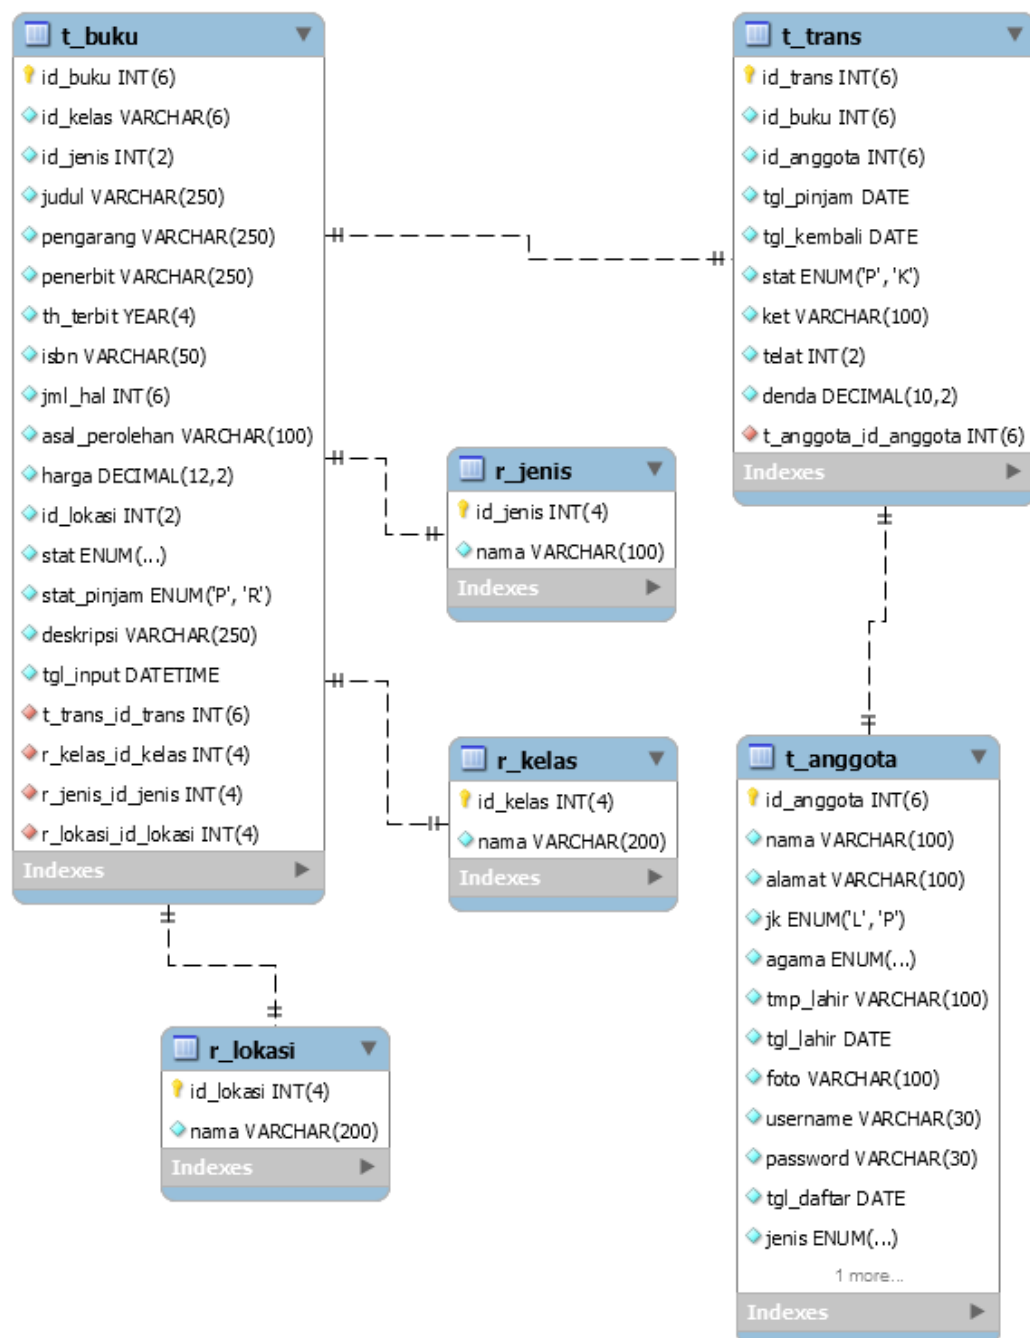 t_buku
id_buku INT(6)
id_kelas VARCHAR(6)
id_jenis INT(2)
judul VARCHAR(250)
pengarang VARCHAR(250)
penerbit VARCHAR(250)
th_terbit YEAR(4)
isbn VARCHAR(50)
jml_hal INT(6)
asal_perolehan VARCHAR(100)
harga DECIMAL(12,2)
id_lokasi INT(2)
stat ENUM(...)
stat_pinjam ENUM('P', 'R')
deskripsi VARCHAR(250)
tgl_input DATETIME
t_trans_id_trans INT(6)
r_kelas_id_kelas INT(4)
r_jenis_id_jenis INT(4)
r_lokasi_id_lokasi INT(4)
Indexes
t_trans
id_trans INT(6)
id_buku INT(6)
id_anggota INT(6)
tgl_pinjam DATE
tgl_kembali DATE
stat ENUM('P', 'K')
ket VARCHAR(100)
telat INT(2)
denda DECIMAL(10,2)
t_anggota_id_anggota INT(6)
Indexes
r_jenis
id_jenis INT(4)
nama VARCHAR(100)
Indexes
r_kelas
id_kelas INT(4)
nama VARCHAR(200)
Indexes
t_anggota
id_anggota INT(6)
nama VARCHAR(100)
alamat VARCHAR(100)
jk ENUM('L', 'P')
agama ENUM(...)
tmp_lahir VARCHAR(100)
tgl_lahir DATE
foto VARCHAR(100)
username VARCHAR(30)
password VARCHAR(30)
tgl_daftar DATE
jenis ENUM(...)
1 more...
Indexes
r_lokasi
id_lokasi INT(4)
nama VARCHAR(200)
Indexes